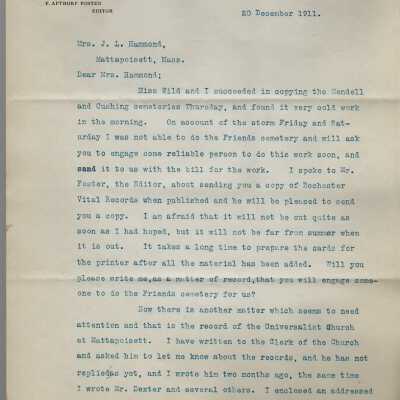 F. APTHORP FOSTER
EDITOR
20 December 1911.
Mrs. J. L. Hammond,
Mattapoisett, Mass.
Dear Mrs. Hammond;
Miss Wild and I succeeded in copying the Mendell
and Cushing cemeteries Thursday, and found it very cold work
in the morning. On account of the storm Friday and Sat-
urday I was not able to do the Friends cemetery and will ask
you to engage some reliable person to do this work soon, and
send it to us with the bill for the work. I spoke to Mr.
Foster, the Editor, about sending you a copy of Rochester
Vital Records when published and he will be pleased to send
you a copy. I am afraid that it will not be out quite as
soon as I had hoped, but it will not be far from summer when
it is out. It takes a long time to prepare the cards for
the printer after all the material has been added. Will you
please write me,as a matter of record,that you will engage some-
one to do the Friends cemetery for us?
Now there is another matter which seems to need
attention and that is the record of the Universalist Church
at Mattapoisett. I have written to the Clerk of the Church
and asked him to let me know about the records, and he has not
replied as yet, and I wrote him two months ago, the same time
I wrote Mr. Dexter and several others. I enclosed an addressed